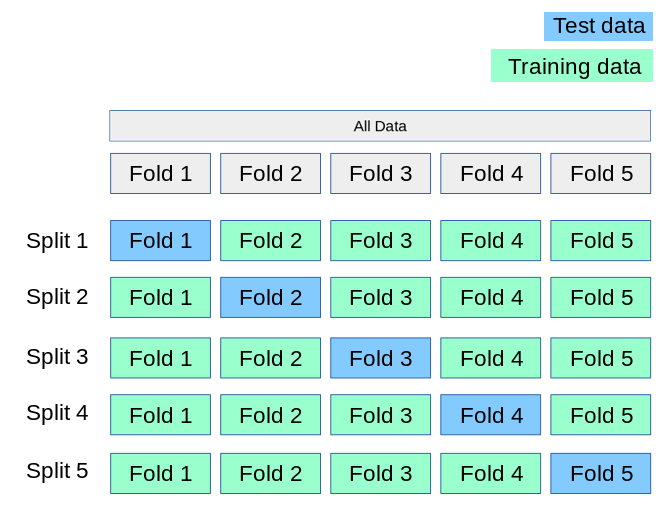 Test data
Training data
All Data
Fold 1 Fold 2 Fold 3 Fold 4 Fold 5
Split 1 Fold 1 Fold 2 Fold 3 Fold 4 Fold 5
Split 2 Fold 1 Fold 2 Fold 3 Fold 4 Fold 5
Split 3 Fold 1 Fold 2 Fold 3 Fold 4 Fold 5
Split 4 Fold 1 Fold 2 Fold 3 Fold 4 Fold 5
Split 5 Fold 1 Fold 2 Fold 3 Fold 4 Fold 5